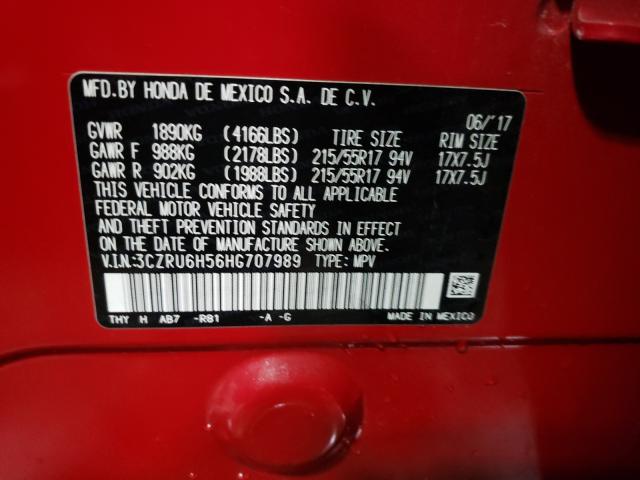 MFD.BY HONDA DE MEXICO S.A. DE C.V.
06/'17
GVWR 1890KG (4166LBS) TIRE SIZE RIM SIZE
GAWR F 988KG (2178LBS) 215/55R17 94V 17X7.5J
GAWR R 902KG (1988LBS) 215/55R17 94V 17X7.5J
THIS VEHICLE CONFORMS TO ALL APPLICABLE
FEDERAL MOTOR VEHICLE SAFETY
AND THEFT PREVENTION STANDARDS IN EFFECT
ON THE DATE OF MANUFACTURE SHOWN ABOVE.
V.I.N.:3CZRU6H56HG707989 TYPE: MPV
THY H AB7 -R81 -A -G MADE IN MEXICO